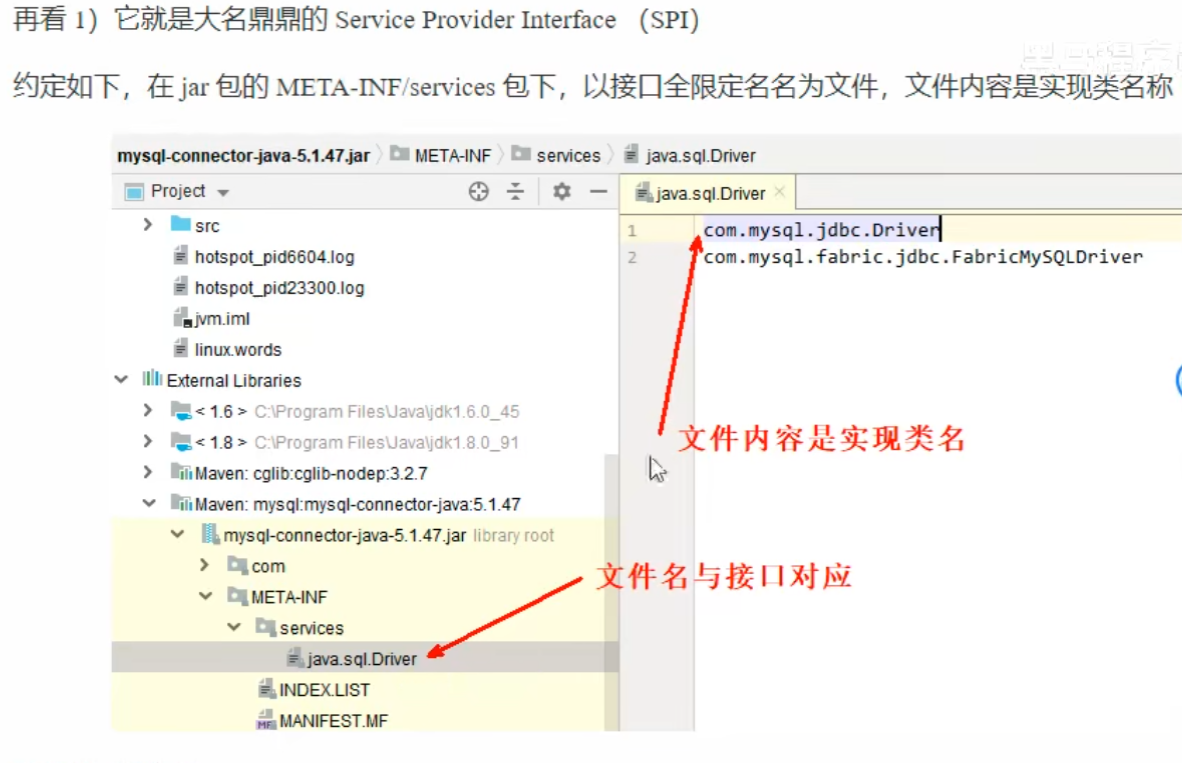 再看 1）它就是大名鼎鼎的 Service Provider Interface （SPI）
约定如下，在 jar 包的 META-INF/services 包下，以接口全限定名名为文件，文件内容是实现类名称
mysql-connector-java-5.1.47.jar META-INF services java.sql.Driver
Project
java.sql.Driver
src
hotspot_pid6604.log
hotspot_pid23300.log
jvm.iml
linux.words
External Libraries
< 1.6 > C:\Program Files\Java\jdk1.6.0_45
< 1.8 > C:\Program Files\Java\jdk1.8.0_91
Maven: cglib:cglib-nodep:3.2.7
Maven: mysql:mysql-connector-java:5.1.47
mysql-connector-java-5.1.47.jar library root
com
META-INF
services
java.sql.Driver
INDEX.LIST
MANIFEST.MF
1 com.mysql.jdbc.Driver
2 com.mysql.fabric.jdbc.FabricMySQLDriver
文件内容是实现类名
文件名与接口对应